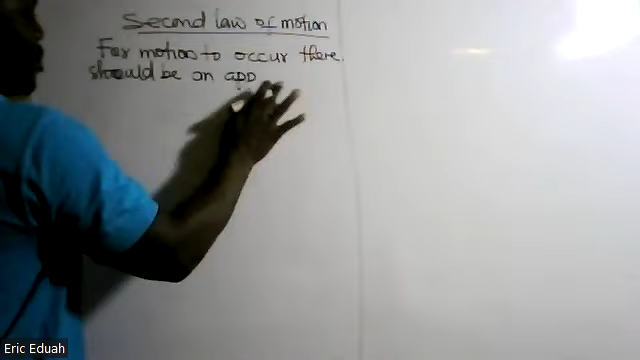 Second law of motion
For motion to occur there
should be an app
Eric Eduah